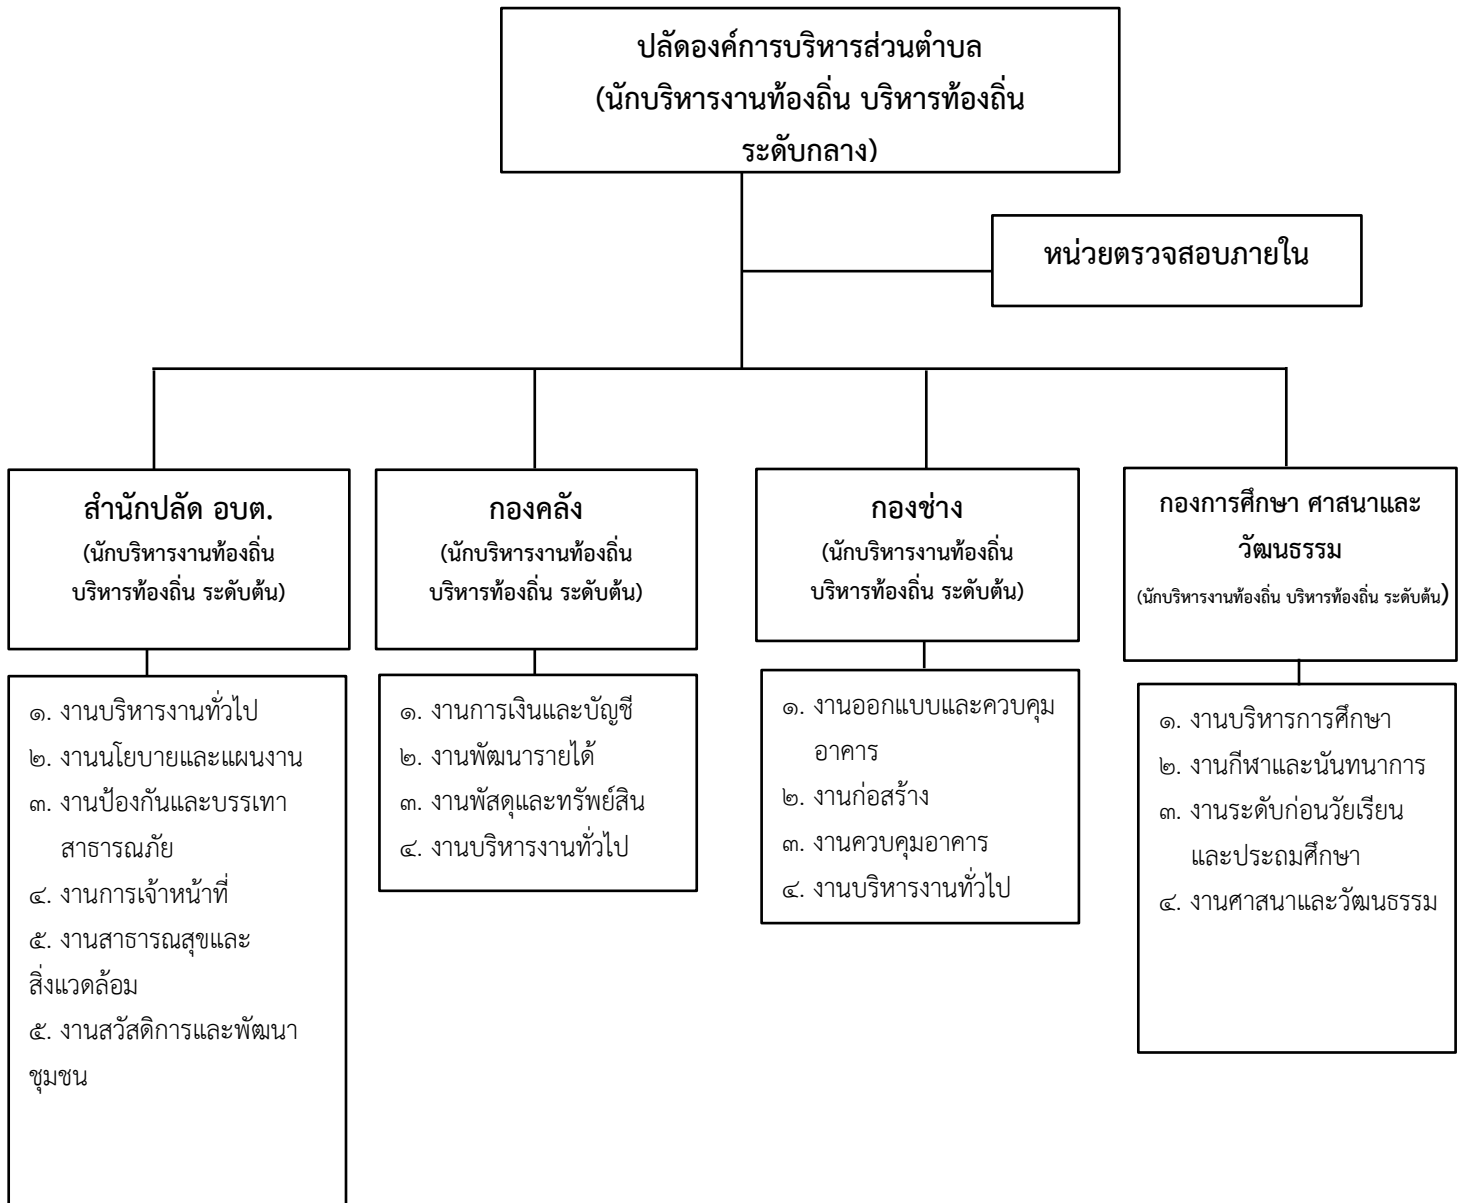 ปลัดองค์การบริหารส่วนตำบล
(นักบริหารงานท้องถิ่น บริหารท้องถิ่น
ระดับกลาง)
หน่วยตรวจสอบภายใน
สำนักปลัด อบต.
(นักบริหารงานท้องถิ่น
บริหารท้องถิ่น ระดับต้น)
กองคลัง
(นักบริหารงานท้องถิ่น
บริหารท้องถิ่น ระดับต้น)
กองช่าง
(นักบริหารงานท้องถิ่น
บริหารท้องถิ่น ระดับต้น)
กองการศึกษา ศาสนาและ
วัฒนธรรม
(นักบริหารงานท้องถิ่น บริหารท้องถิ่น ระดับต้น)
๑. งานบริหารงานทั่วไป
๒. งานนโยบายและแผนงาน
๓. งานป้องกันและบรรเทา
สาธารณภัย
๔. งานการเจ้าหน้าที่
๕. งานสาธารณสุขและ
สิ่งแวดล้อม
๕. งานสวัสดิการและพัฒนา
ชุมชน
๑. งานการเงินและบัญชี
๒. งานพัฒนารายได้
๓. งานพัสดุและทรัพย์สิน
๔. งานบริหารงานทั่วไป
๑. งานออกแบบและควบคุม
อาคาร
๒. งานก่อสร้าง
๓. งานควบคุมอาคาร
๔. งานบริหารงานทั่วไป
๑. งานบริหารการศึกษา
๒. งานกีฬาและนันทนาการ
๓. งานระดับก่อนวัยเรียน
และประถมศึกษา
๔. งานศาสนาและวัฒนธรรม